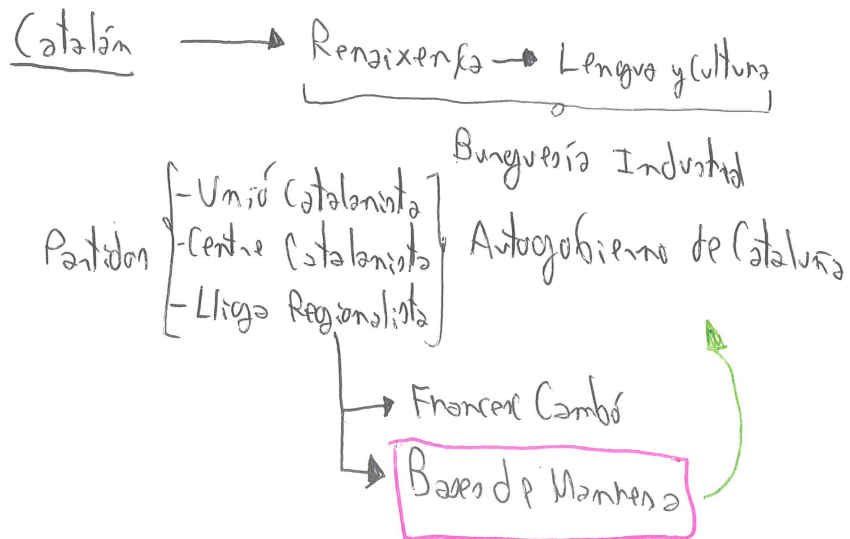 Catalán → Renaixença → Lengua y Cultura
Burguesía Industrial
Partidos
- Unió Catalanista
- Centre Catalanista
- Lliga Regionalista
Autogobierno de Cataluña
Francesc Cambó
Bases de Manresa